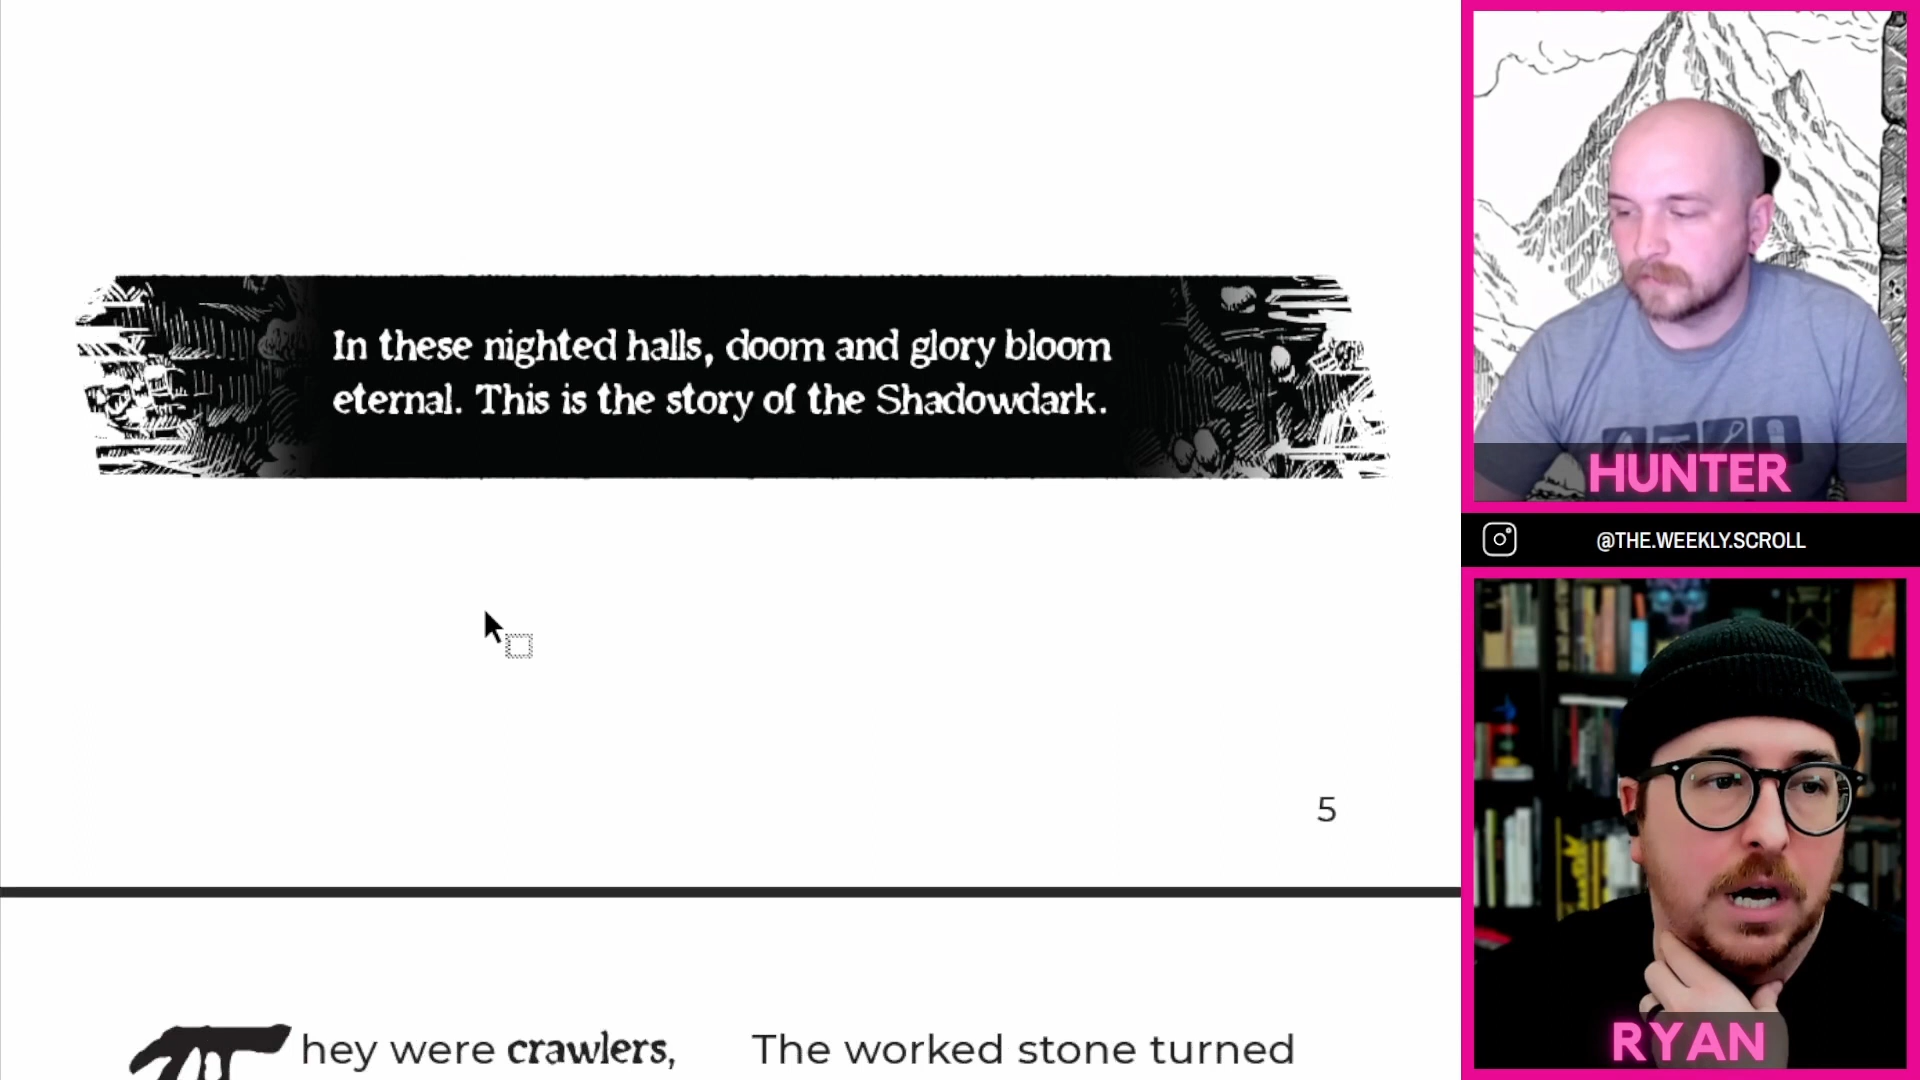 In these nighted halls, doom and glory bloom
eternal. This is the story of the Shadowdark.
5
They were crawlers,
The worked stone turned
HUNTER
@THE.WEEKLY.SCROLL
RYAN